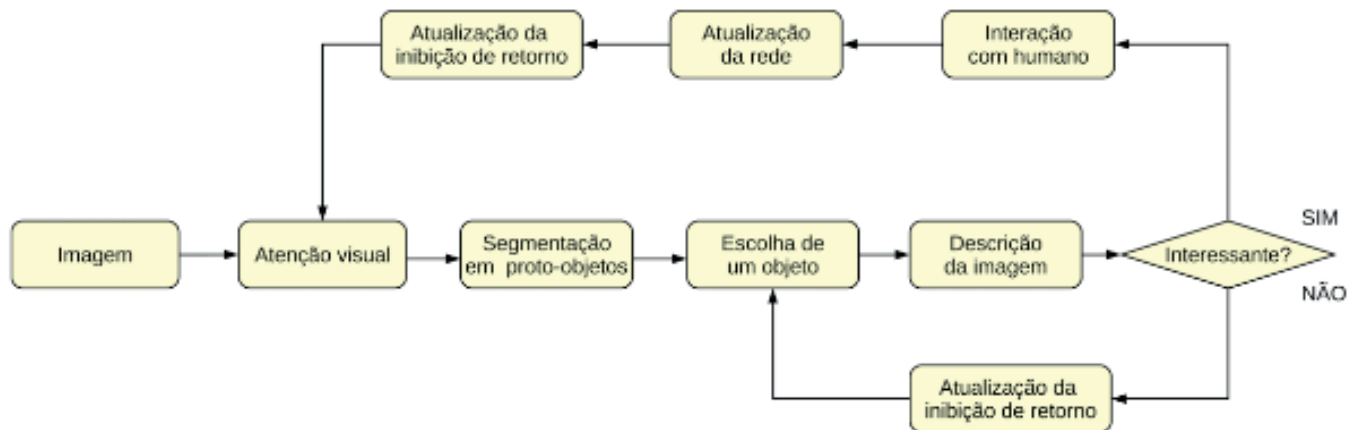 Atualização da
inibição de retorno
Atualização
da rede
Interação
com humano
Imagem
Atenção visual
Segmentação
em proto-objetos
Escolha de
um objeto
Descrição
da imagem
Interessante?
SIM
NÃO
Atualização da
inibição de retorno